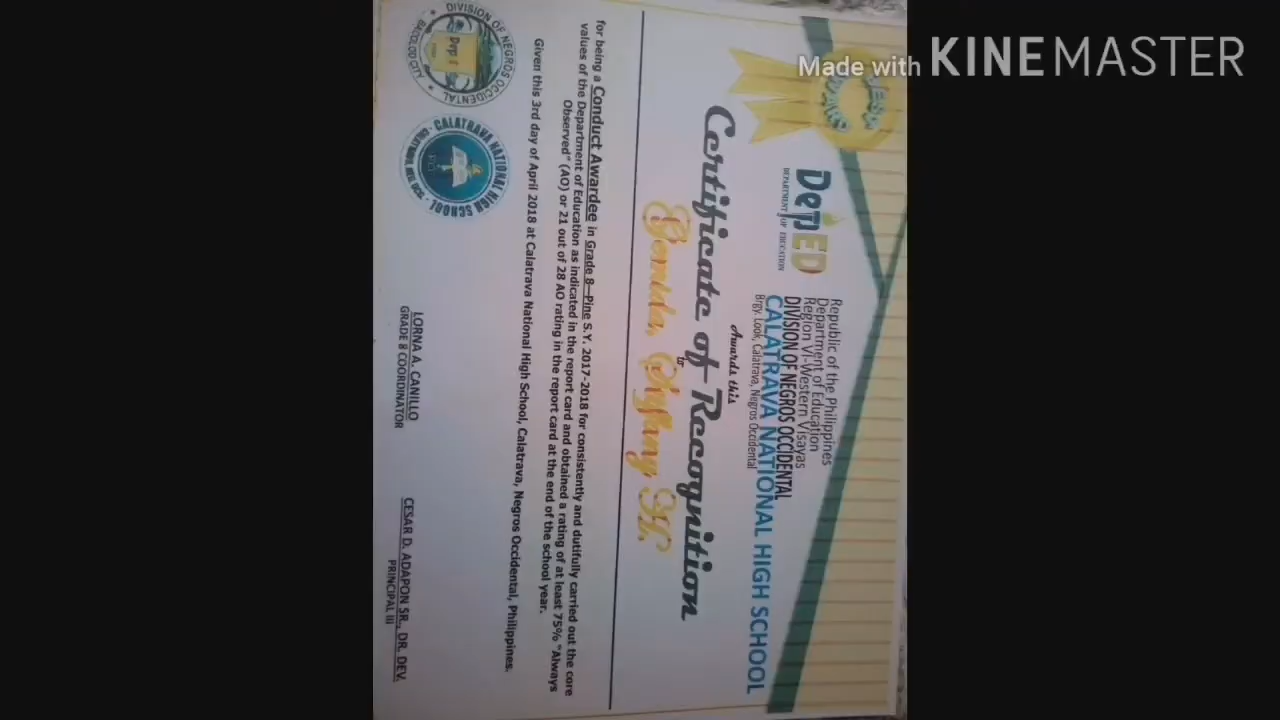 Made with KINEMASTER
DepED
DEPARTMENT OF EDUCATION
Republic of the Philippines
Department of Education
Region VI-Western Visayas
DIVISION OF NEGROS OCCIDENTAL
CALATRAVA NATIONAL HIGH SCHOOL
Brgy. Look, Calatrava, Negros Occidental
Awards this
Certificate of Recognition
to
H.
for being a Conduct Awardee in Grade 8—Pine S.Y. 2017-2018 for consistently and dutifully carried out the core
values of the Department of Education as indicated in the report card and obtained a rating of at least 75% "Always
Observed" (AO) or 21 out of 28 AO rating in the report card at the end of the school year.
Given this 3rd day of April 2018 at Calatrava National High School, Calatrava, Negros Occidental, Philippines.
DIVISION OF NEGROS OCCIDENTAL
BACOLOD CITY
CALATRAVA NATIONAL HIGH SCHOOL
LORNA A. CANILLO
GRADE 8 COORDINATOR
CESAR D. ADAPON SR., DR. DEV.
PRINCIPAL III